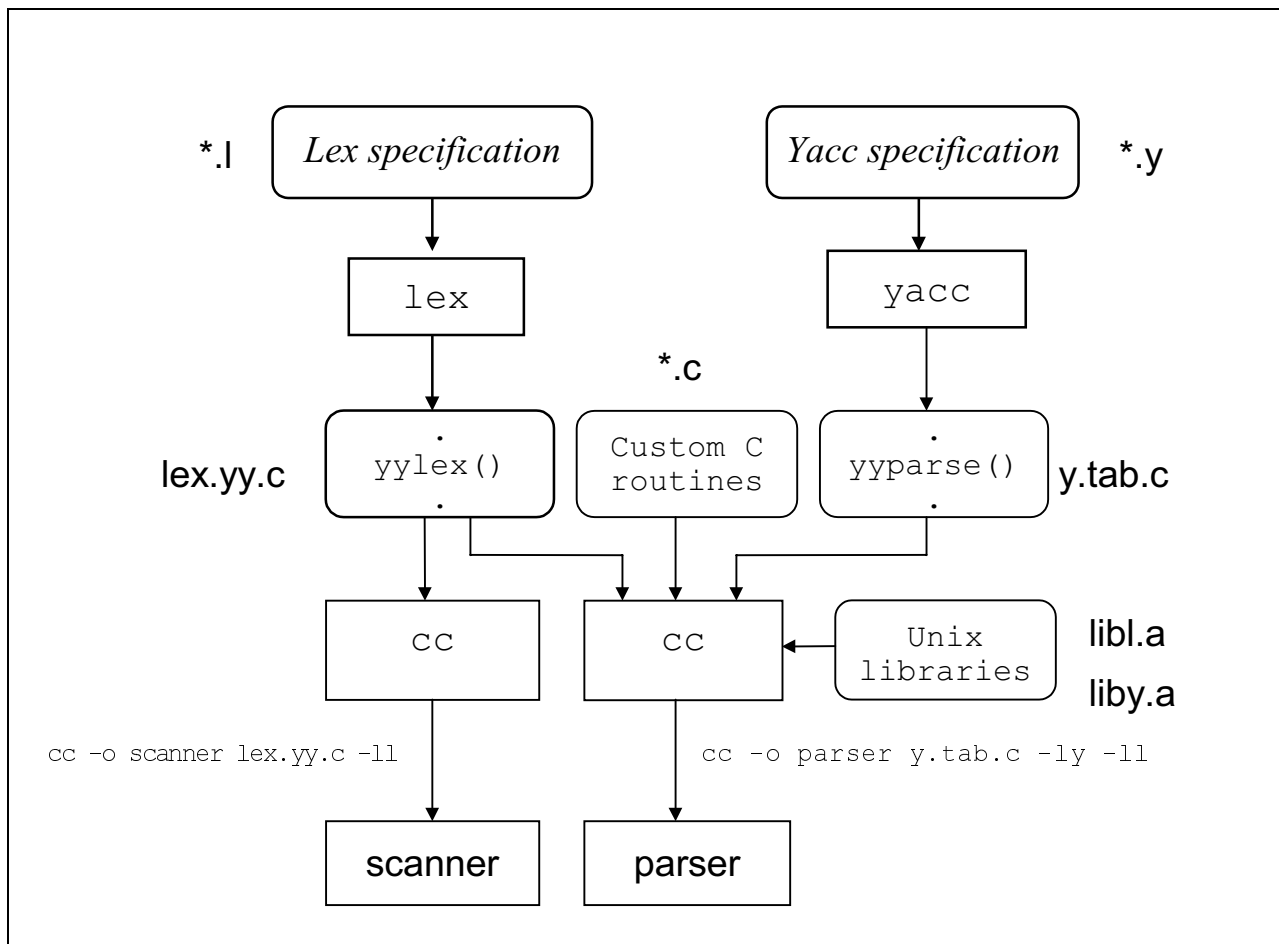 *.l
Lex specification
Yacc specification
*.y
lex
yacc
*.c
lex.yy.c
.
yylex()
.
Custom C
routines
.
yyparse()
.
y.tab.c
cc
cc
Unix
libraries
libl.a
liby.a
cc -o scanner lex.yy.c -ll
cc -o parser y.tab.c -ly -ll
scanner
parser